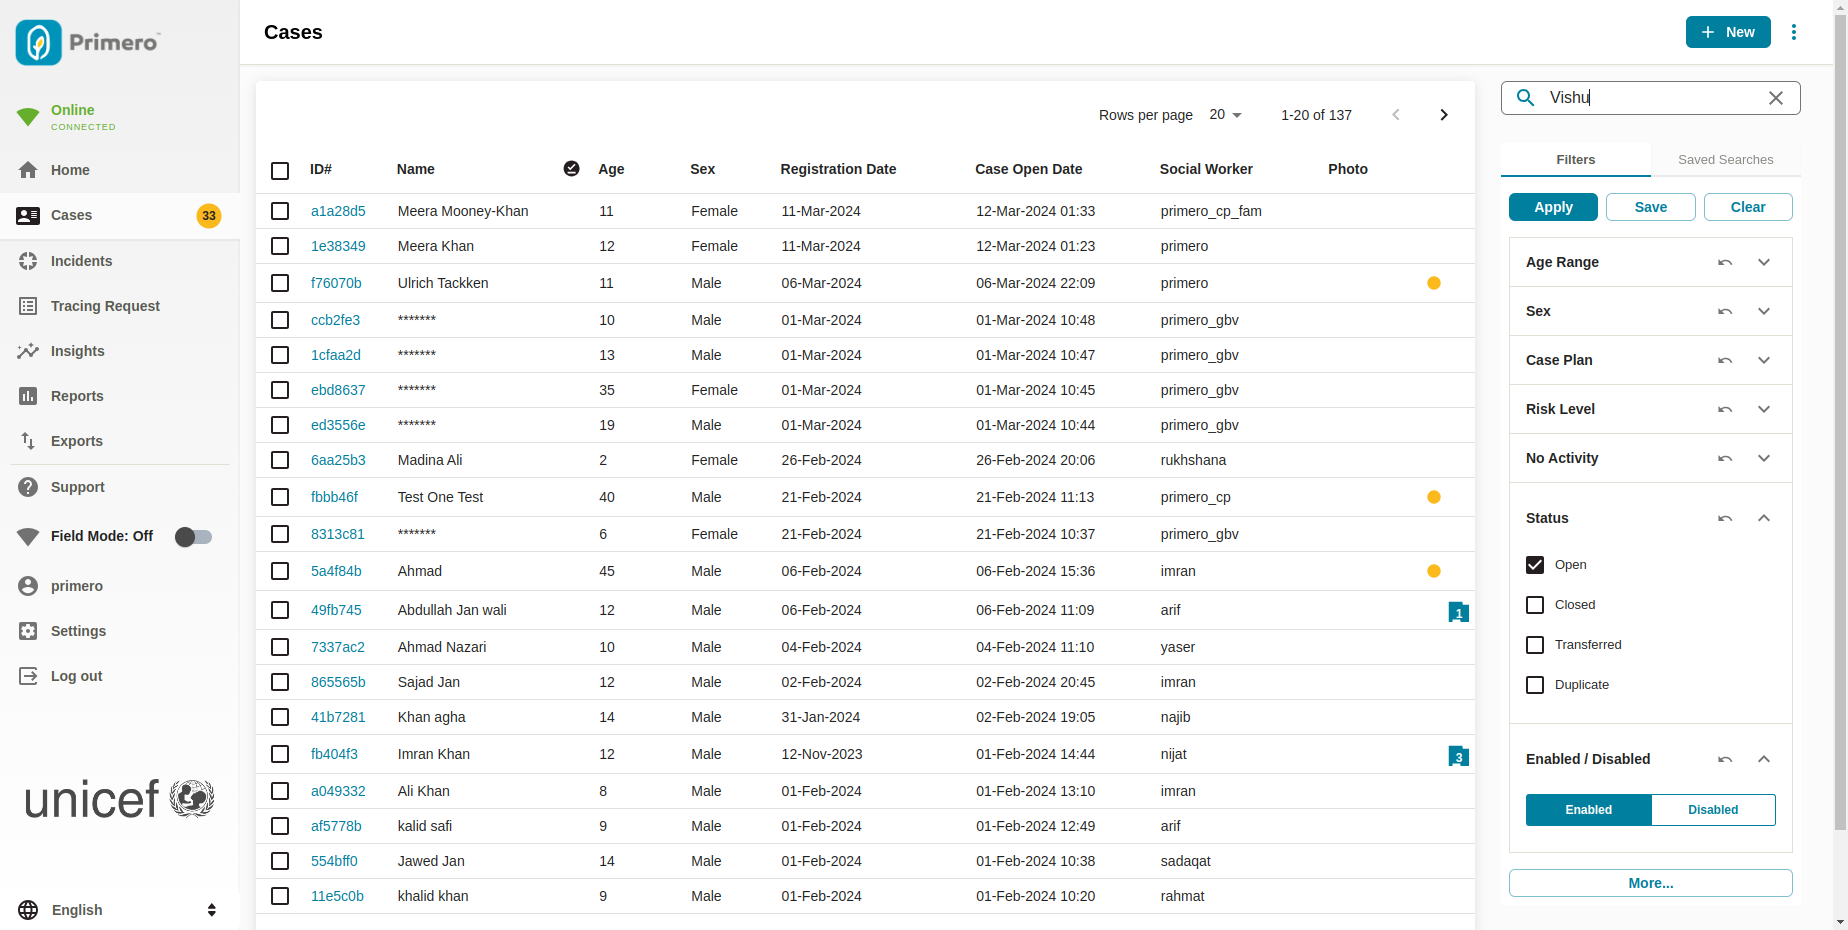 Primero™
Online
CONNECTED
Home
Cases 33
Incidents
Tracing Request
Insights
Reports
Exports
Support
Field Mode: Off
primero
Settings
Log out
unicef
English
Cases
+ New
Rows per page 20 1-20 of 137
ID# Name Age Sex Registration Date Case Open Date Social Worker Photo
a1a28d5 Meera Mooney-Khan 11 Female 11-Mar-2024 12-Mar-2024 01:33 primero_cp_fam
1e38349 Meera Khan 12 Female 11-Mar-2024 12-Mar-2024 01:23 primero
f76070b Ulrich Tackken 11 Male 06-Mar-2024 06-Mar-2024 22:09 primero
ccb2fe3 ******* 10 Male 01-Mar-2024 01-Mar-2024 10:48 primero_gbv
1cfaa2d ******* 13 Male 01-Mar-2024 01-Mar-2024 10:47 primero_gbv
ebd8637 ******* 35 Female 01-Mar-2024 01-Mar-2024 10:45 primero_gbv
ed3556e ******* 19 Male 01-Mar-2024 01-Mar-2024 10:44 primero_gbv
6aa25b3 Madina Ali 2 Female 26-Feb-2024 26-Feb-2024 20:06 rukhshana
fbbb46f Test One Test 40 Male 21-Feb-2024 21-Feb-2024 11:13 primero_cp
8313c81 ******* 6 Female 21-Feb-2024 21-Feb-2024 10:37 primero_gbv
5a4f84b Ahmad 45 Male 06-Feb-2024 06-Feb-2024 15:36 imran
49fb745 Abdullah Jan wali 12 Male 06-Feb-2024 06-Feb-2024 11:09 arif 1
7337ac2 Ahmad Nazari 10 Male 04-Feb-2024 04-Feb-2024 11:10 yaser
865565b Sajad Jan 12 Male 02-Feb-2024 02-Feb-2024 20:45 imran
41b7281 Khan agha 14 Male 31-Jan-2024 02-Feb-2024 19:05 najib
fb404f3 Imran Khan 12 Male 12-Nov-2023 01-Feb-2024 14:44 nijat 3
a049332 Ali Khan 8 Male 01-Feb-2024 01-Feb-2024 13:10 imran
af5778b kalid safi 9 Male 01-Feb-2024 01-Feb-2024 12:49 arif
554bff0 Jawed Jan 14 Male 01-Feb-2024 01-Feb-2024 10:38 sadaqat
11e5c0b khalid khan 9 Male 01-Feb-2024 01-Feb-2024 10:20 rahmat
Vishu
Filters Saved Searches
Apply Save Clear
Age Range
Sex
Case Plan
Risk Level
No Activity
Status
Open
Closed
Transferred
Duplicate
Enabled / Disabled
Enabled Disabled
More...